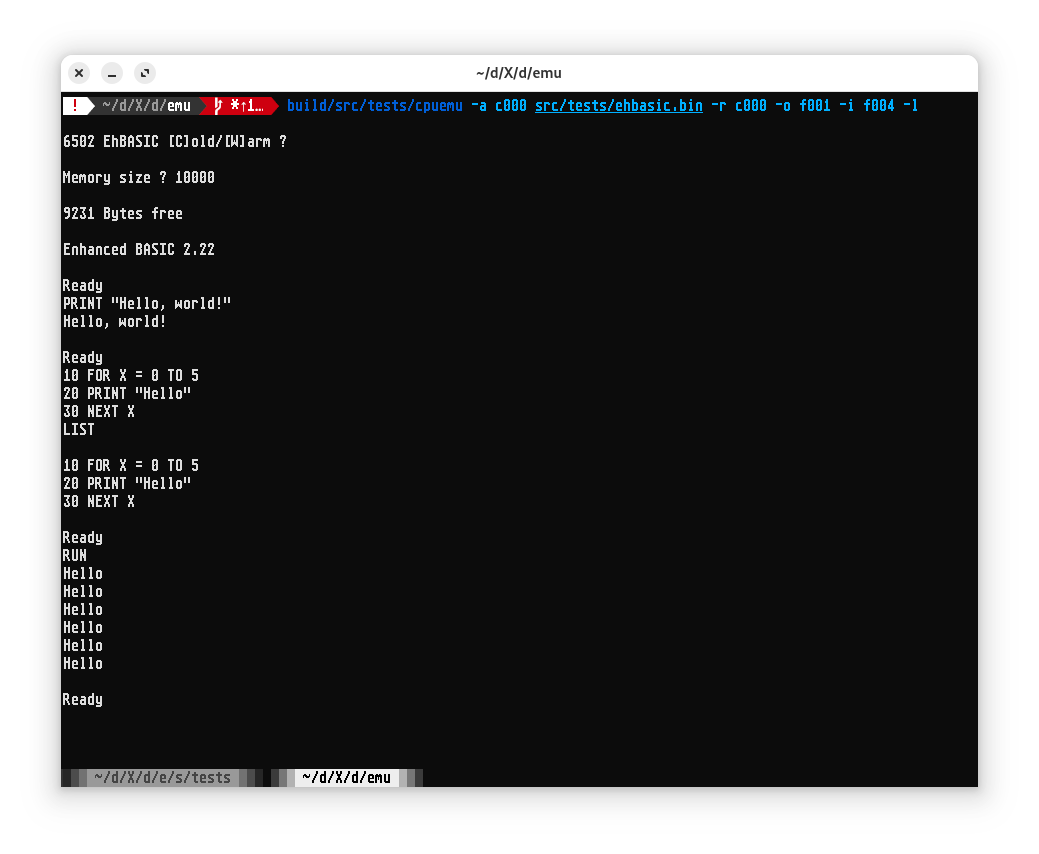 ~/d/X/d/emu
! ~/d/X/d/emu *↑1… build/src/tests/cpuemu -a c000 src/tests/ehbasic.bin -r c000 -o f001 -i f004 -l
6502 EhBASIC [C]old/[W]arm ?
Memory size ? 10000
9231 Bytes free
Enhanced BASIC 2.22
Ready
PRINT "Hello, world!"
Hello, world!
Ready
10 FOR X = 0 TO 5
20 PRINT "Hello"
30 NEXT X
LIST
10 FOR X = 0 TO 5
20 PRINT "Hello"
30 NEXT X
Ready
RUN
Hello
Hello
Hello
Hello
Hello
Hello
Ready
~/d/X/d/e/s/tests ~/d/X/d/emu